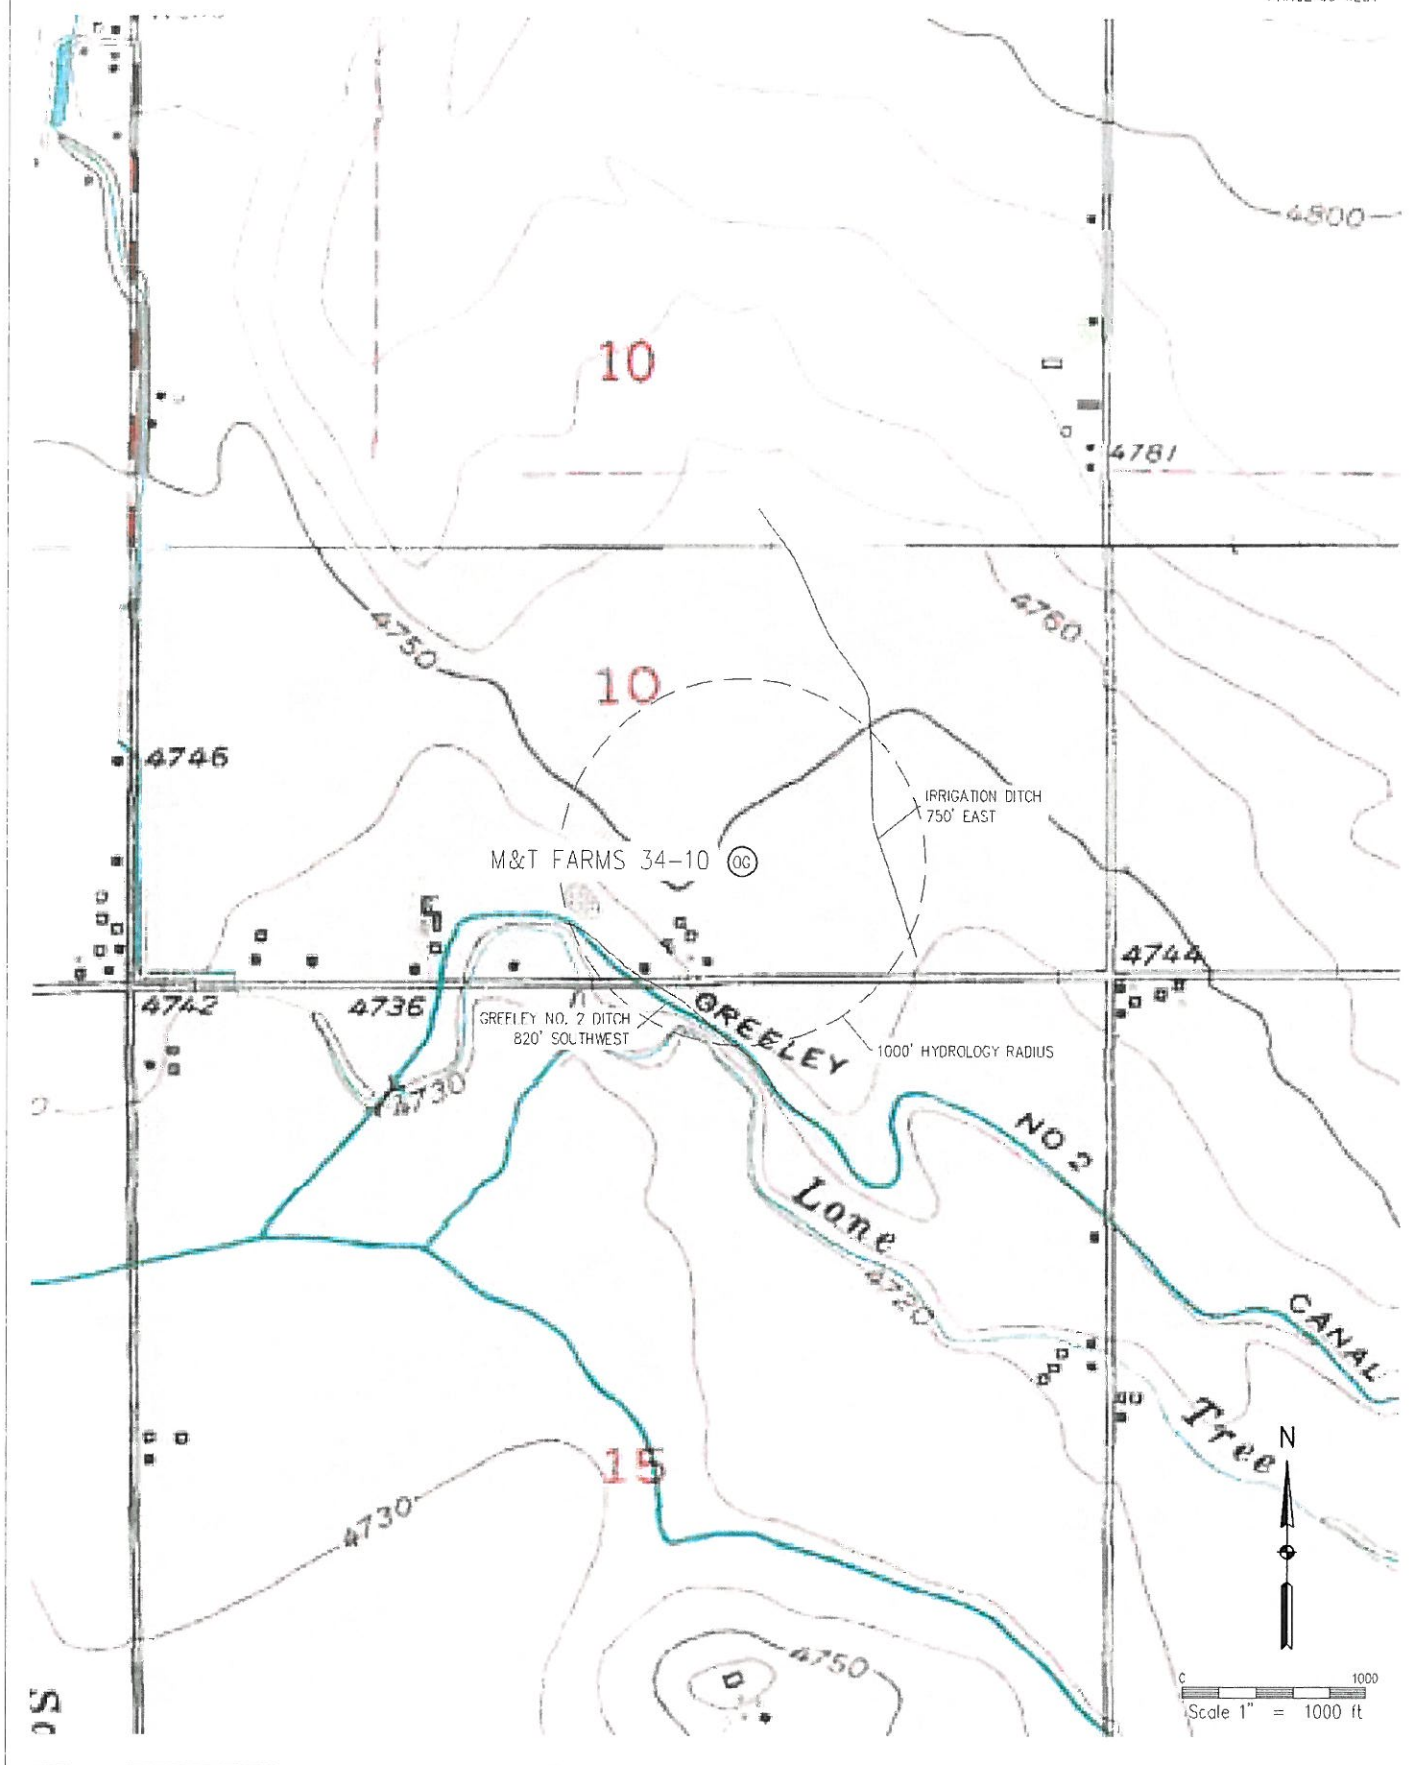 4800
10
4781
4750
4760
10
4746
IRRIGATION DITCH
750' EAST
M&T FARMS 34-10 OG
4744
4742
4736
GREELEY NO. 2 DITCH
820' SOUTHWEST
GREELEY
1000' HYDROLOGY RADIUS
4730
NO 2
Lone
4720
CANAL
Tree
N
15
4730
4750
0 1000
Scale 1" = 1000 ft